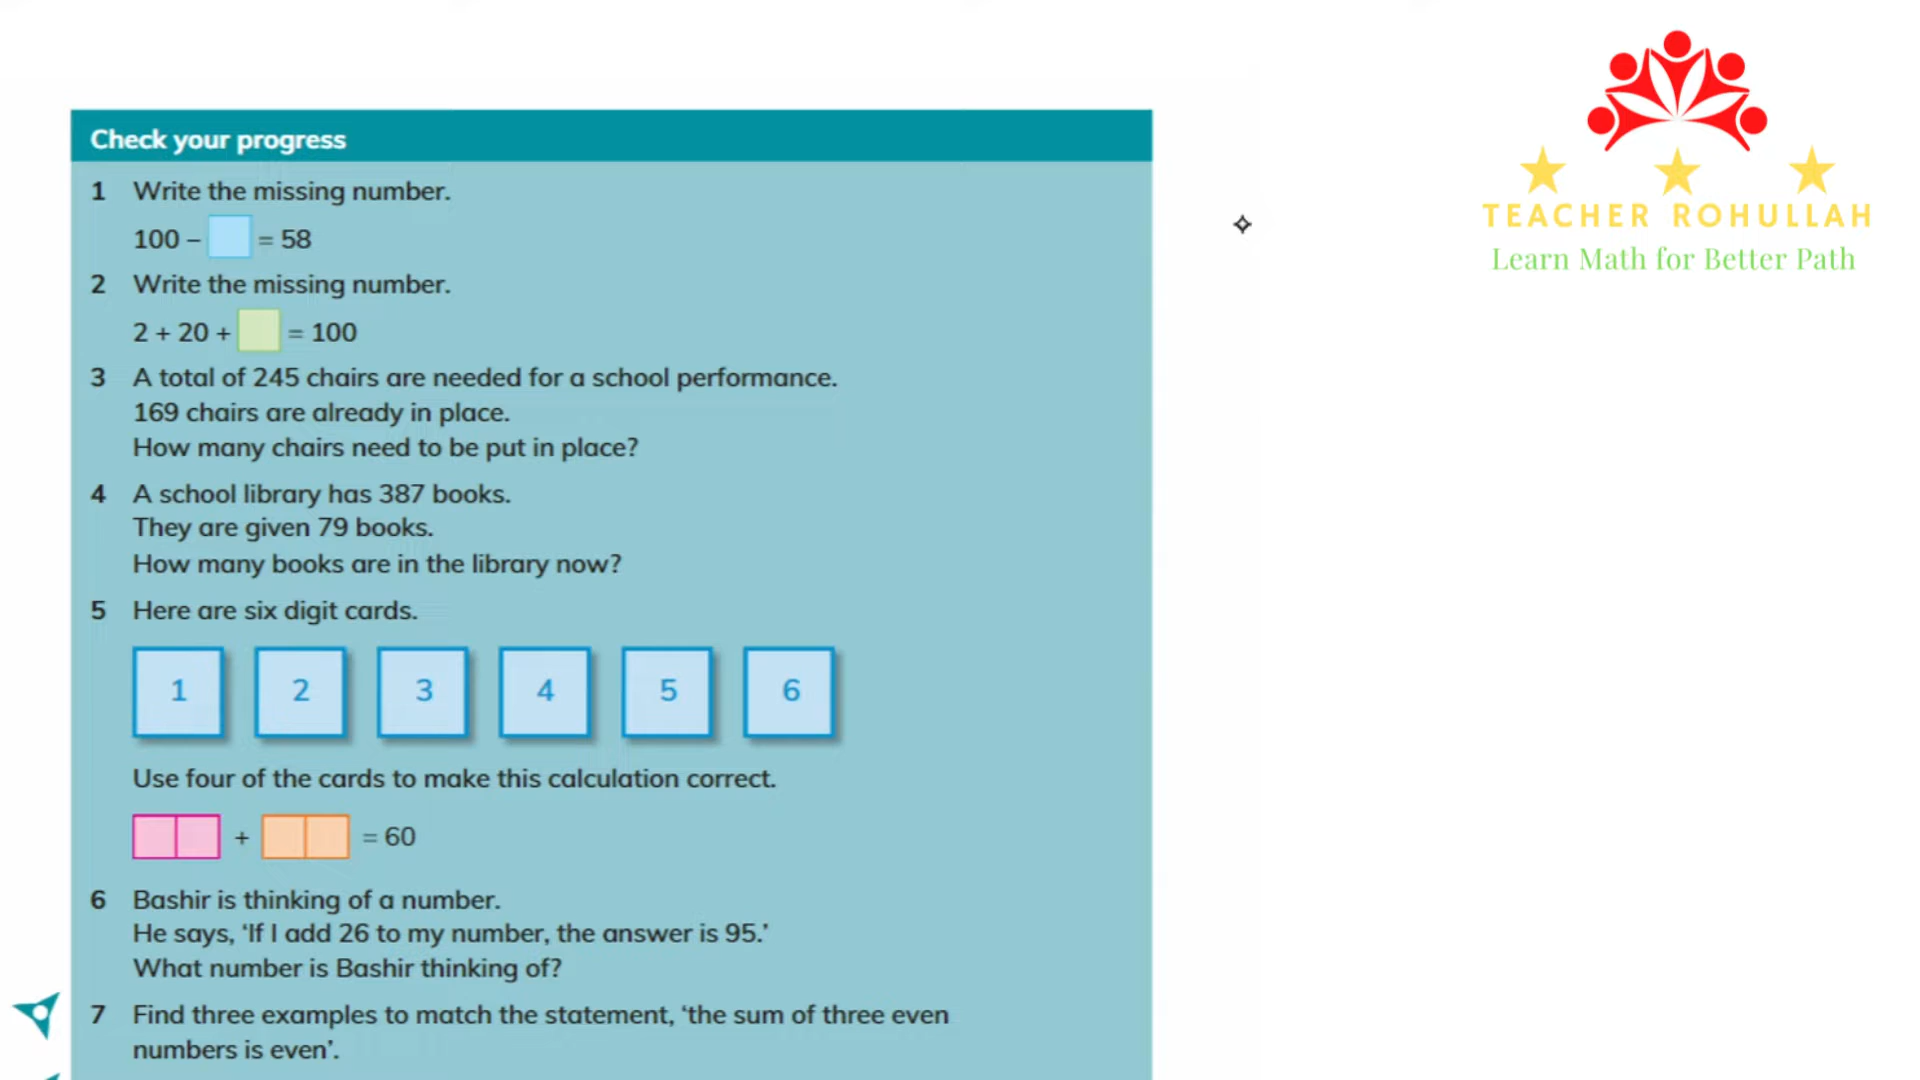 Check your progress
1 Write the missing number.
100 – = 58
2 Write the missing number.
2 + 20 + = 100
3 A total of 245 chairs are needed for a school performance.
169 chairs are already in place.
How many chairs need to be put in place?
4 A school library has 387 books.
They are given 79 books.
How many books are in the library now?
5 Here are six digit cards.
1 2 3 4 5 6
Use four of the cards to make this calculation correct.
+ = 60
6 Bashir is thinking of a number.
He says, ‘If I add 26 to my number, the answer is 95.’
What number is Bashir thinking of?
7 Find three examples to match the statement, ‘the sum of three even
numbers is even’.
TEACHER ROHULLAH
Learn Math for Better Path